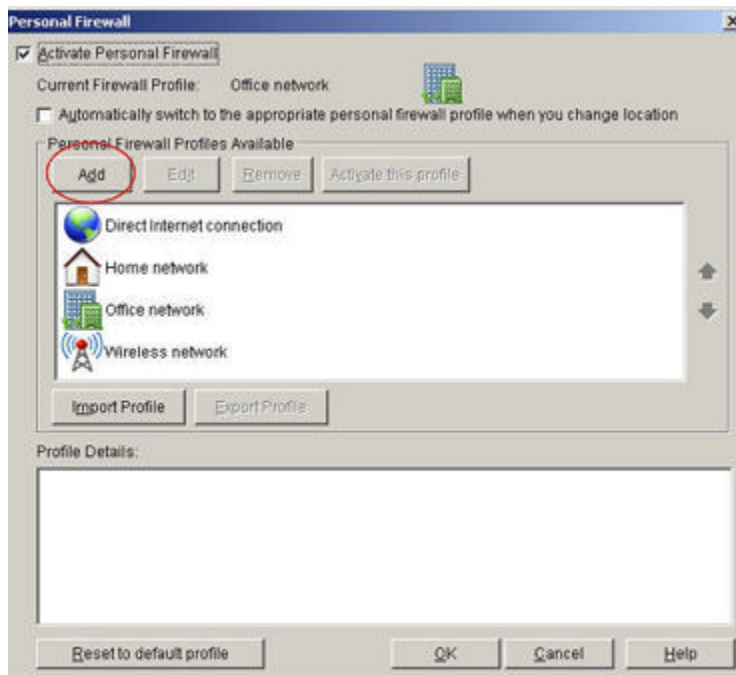 Personal Firewall
Activate Personal Firewall
Current Firewall Profile: Office network
Automatically switch to the appropriate personal firewall profile when you change location
Personal Firewall Profiles Available
Add Edit Remove Activate this profile
Direct Internet connection
Home network
Office network
Wireless network
Import Profile Export Profile
Profile Details:
Reset to default profile OK Cancel Help